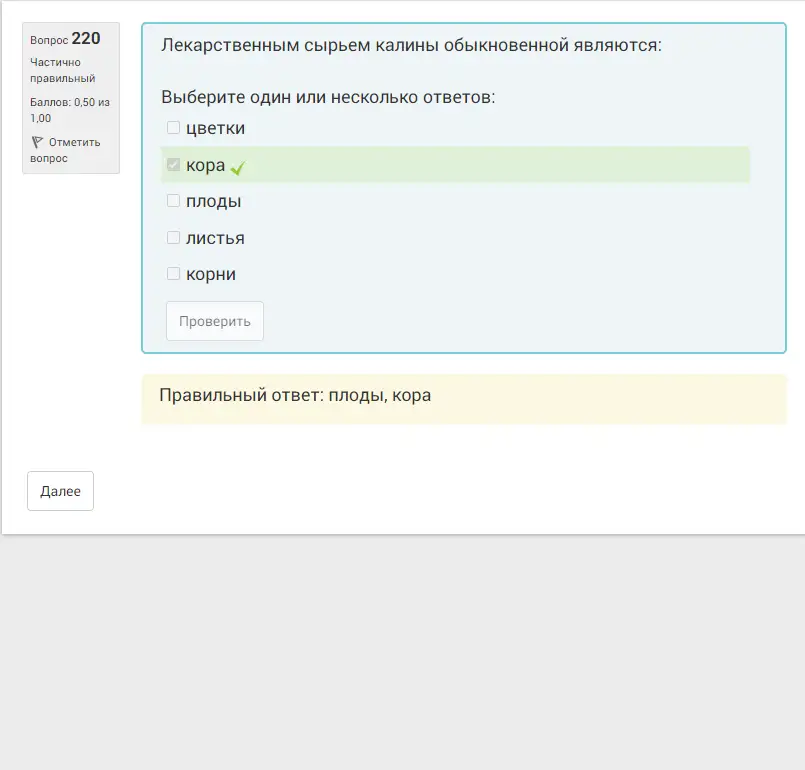 Вопрос 220
Частично
правильный
Баллов: 0,50 из
1,00
Отметить
вопрос
Лекарственным сырьем калины обыкновенной являются:
Выберите один или несколько ответов:
цветки
кора
плоды
листья
корни
Проверить
Правильный ответ: плоды, кора
Далее